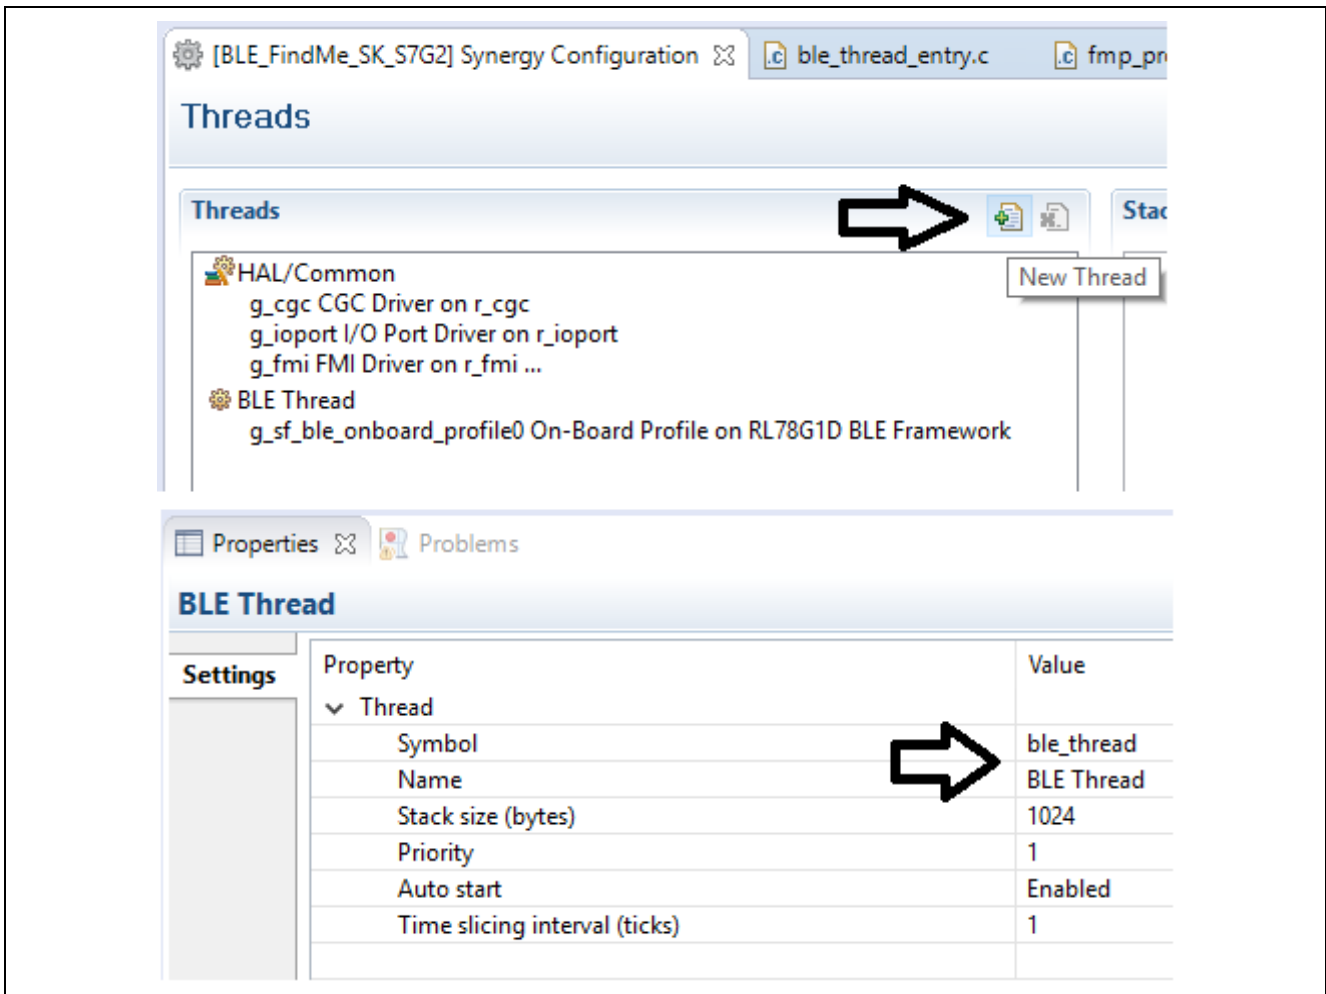 [BLE_FindMe_SK_S7G2] Synergy Configuration
ble_thread_entry.c
fmp_pr
Threads
Threads
Stac
New Thread
HAL/Common
g_cgc CGC Driver on r_cgc
g_ioport I/O Port Driver on r_ioport
g_fmi FMI Driver on r_fmi ...
BLE Thread
g_sf_ble_onboard_profile0 On-Board Profile on RL78G1D BLE Framework
Properties
Problems
BLE Thread
Settings
Property Value
Thread
Symbol ble_thread
Name BLE Thread
Stack size (bytes) 1024
Priority 1
Auto start Enabled
Time slicing interval (ticks) 1